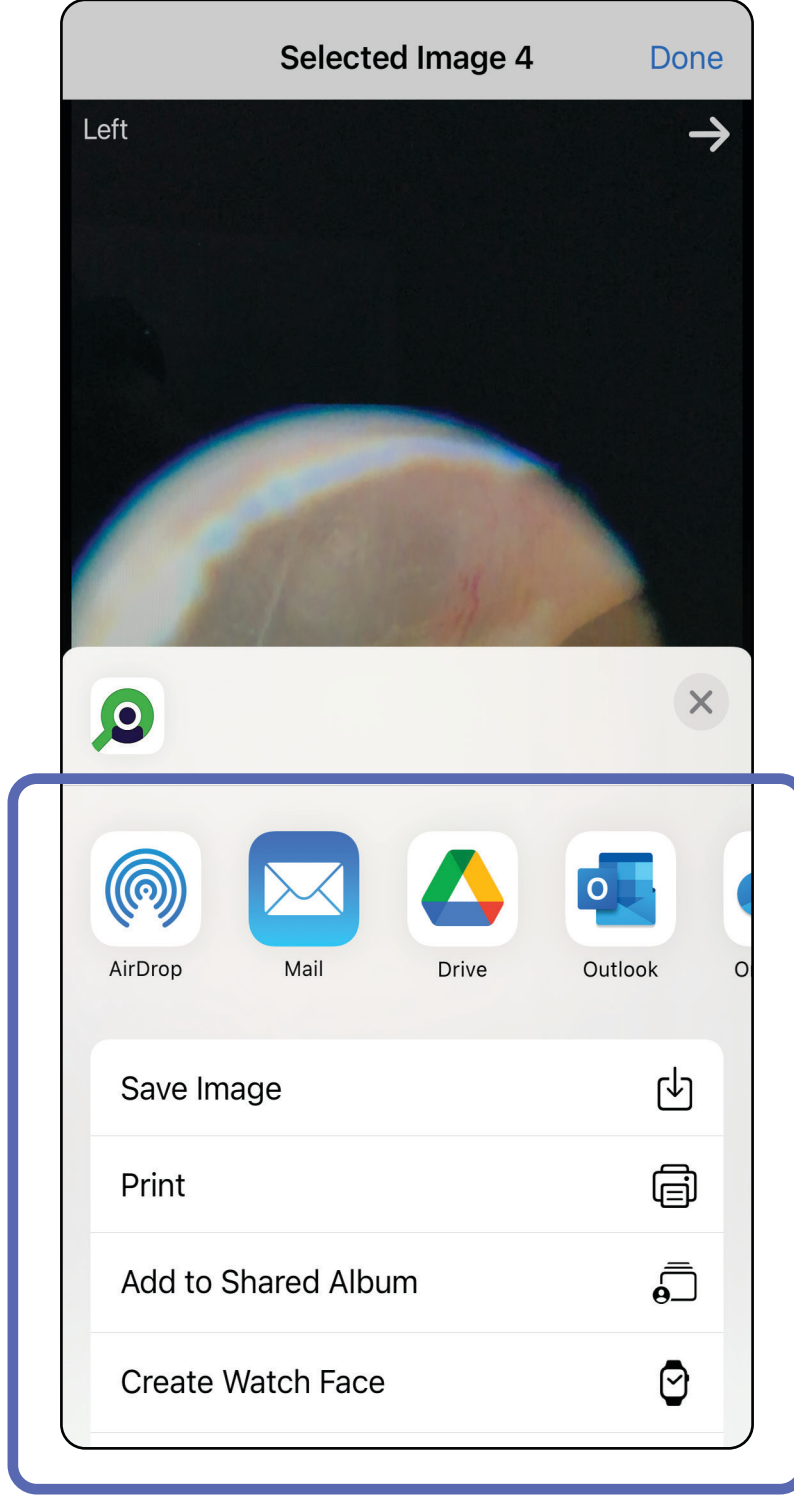 Selected Image 4 Done
Left
AirDrop Mail Drive Outlook
Save Image
Print
Add to Shared Album
Create Watch Face